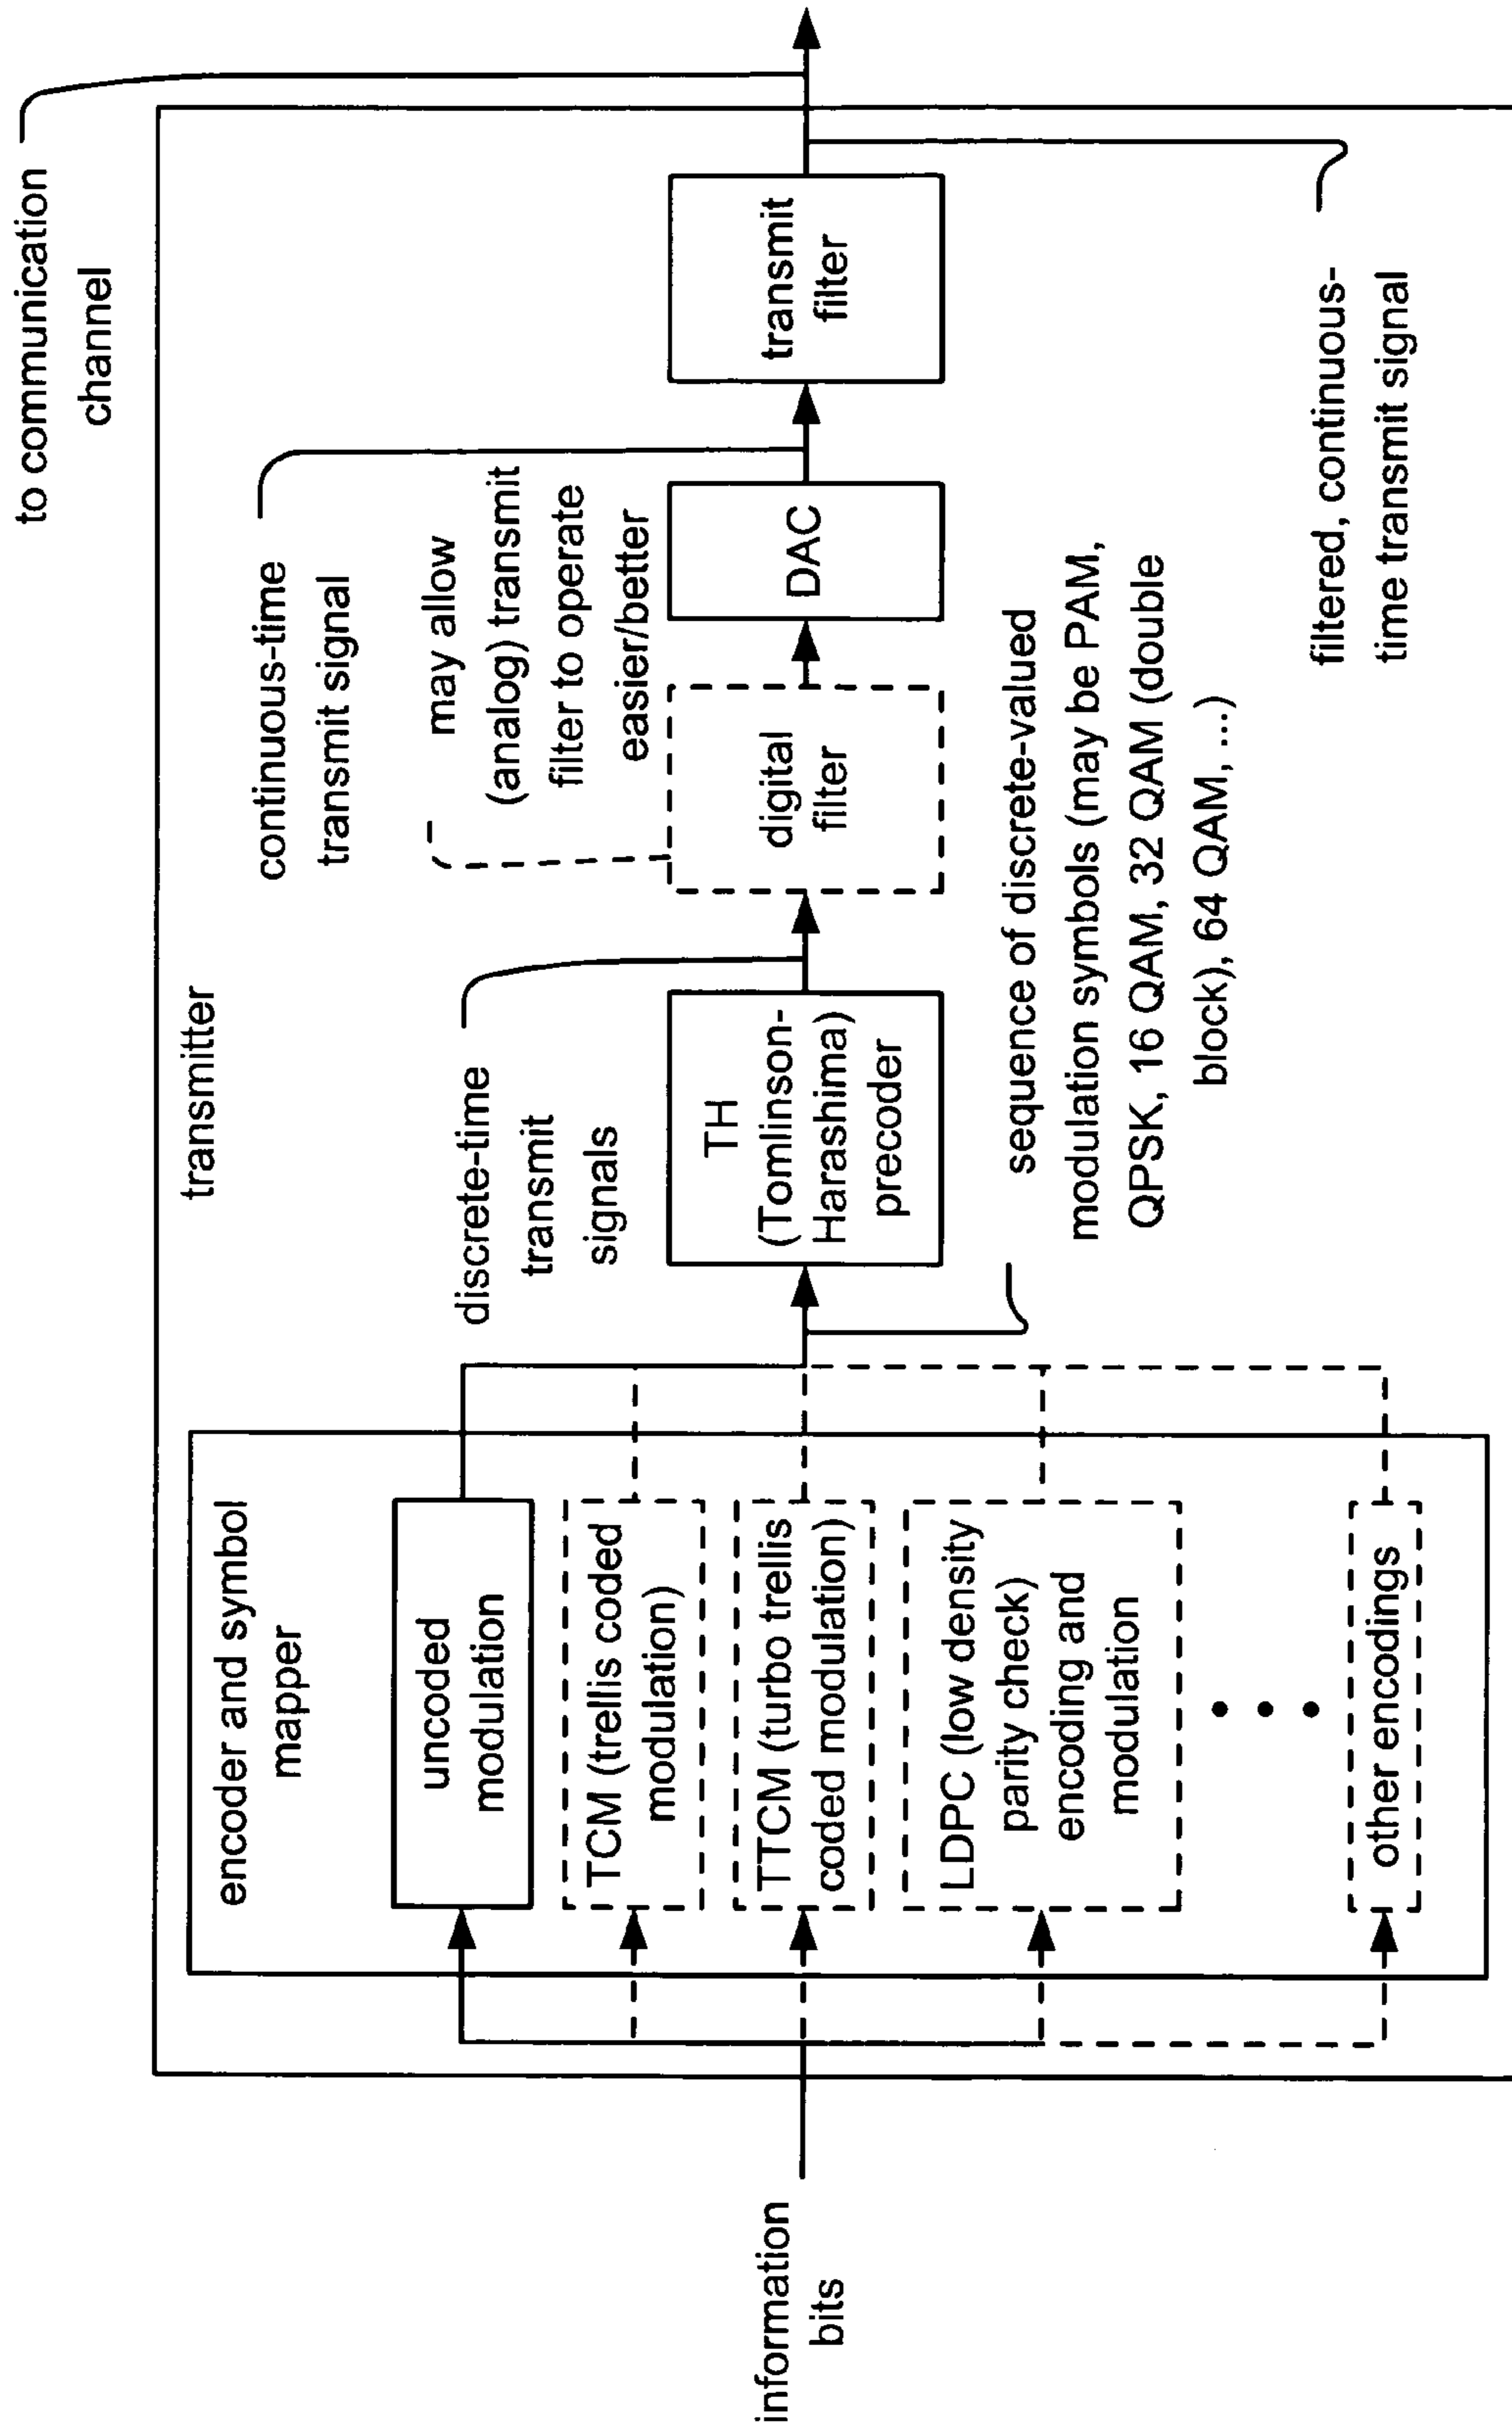 to communication
channel
transmitter
continuous-time
transmit signal
may allow
(analog) transmit
filter to operate
easier/better
discrete-time
transmit
signals
encoder and symbol
mapper
information
bits
uncoded
modulation
TCM (trellis coded
modulation)
TTCM (turbo trellis
coded modulation)
LDPC (low density
parity check)
encoding and
modulation
other encodings
TH
(Tomlinson-
Harashima)
precoder
digital
filter
DAC
transmit
filter
sequence of discrete-valued
modulation symbols (may be PAM,
QPSK, 16 QAM, 32 QAM (double
block), 64 QAM, ...)
filtered, continuous-
time transmit signal